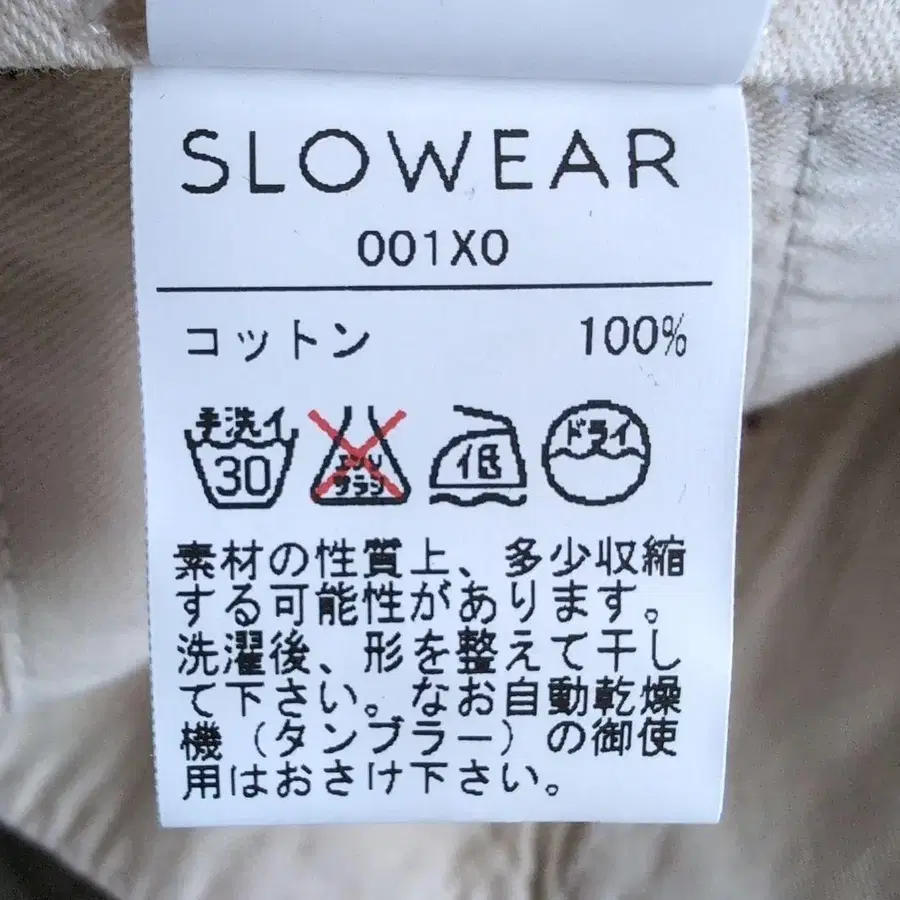 SLOWEAR
001X0
コットン 100%
手洗イ
30
エンソ
サラシ
低
ドライ
素材の性質上、多少収縮
する可能性があります。
洗濯後、形を整えて干し
て下さい。なお自動乾燥
機（タンブラー）の御使
用はおさけ下さい。